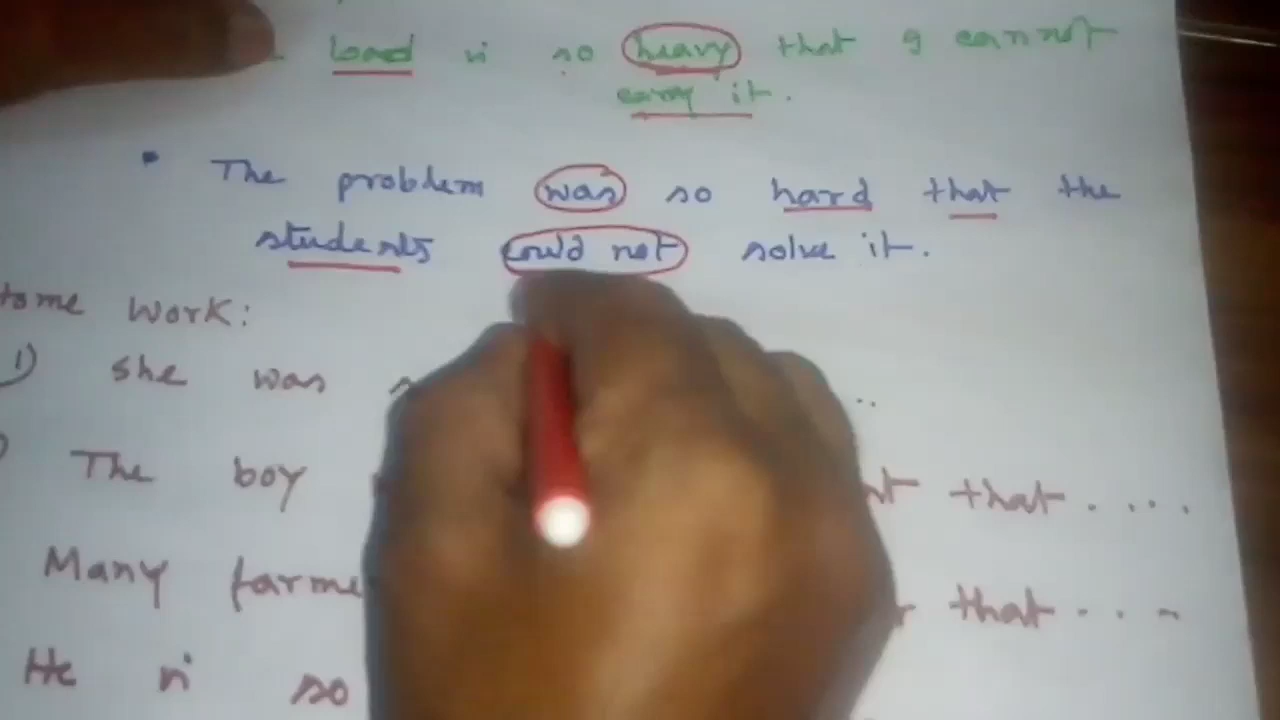 load is so heavy that I cannot
carry it.
• The problem was so hard that the
students could not solve it.
Home Work:
1) She was ..
The boy that . . . .
Many that . . . .
He is so